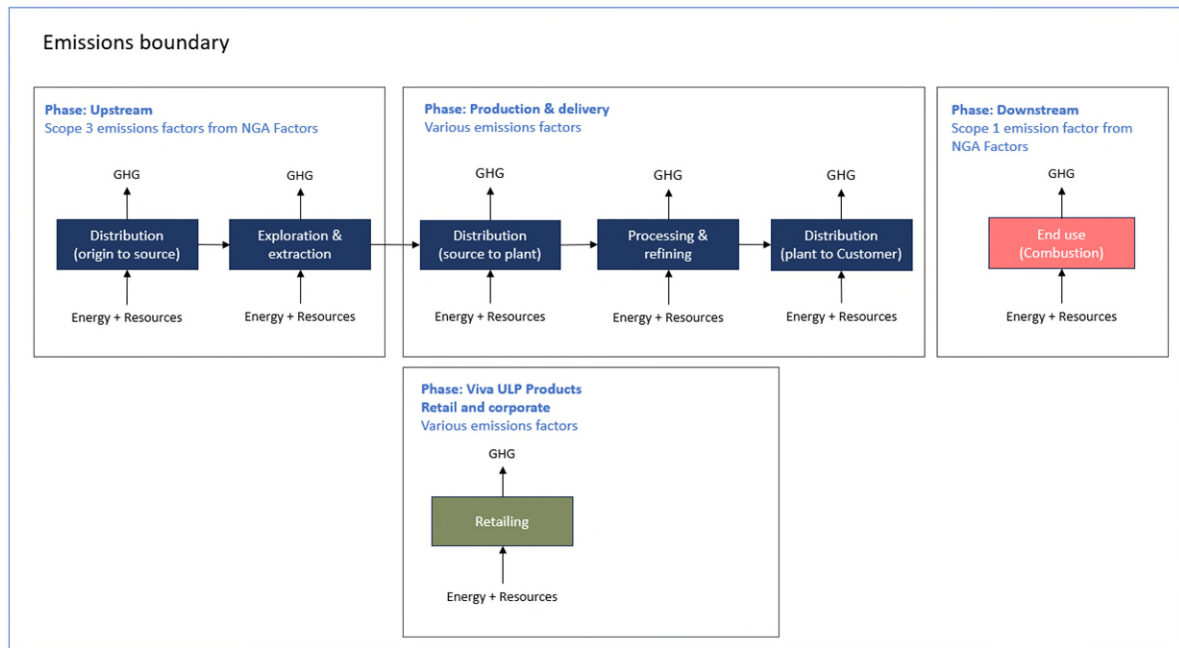 Emissions boundary
Phase: Upstream
Scope 3 emissions factors from NGA Factors
GHG
GHG
Distribution
(origin to source)
Exploration &
extraction
Energy + Resources
Energy + Resources
Phase: Production & delivery
Various emissions factors
GHG
GHG
GHG
Distribution
(source to plant)
Processing &
refining
Distribution
(plant to Customer)
Energy + Resources
Energy + Resources
Energy + Resources
Phase: Downstream
Scope 1 emission factor from
NGA Factors
GHG
End use
(Combustion)
Energy + Resources
Phase: Viva ULP Products
Retail and corporate
Various emissions factors
GHG
Retailing
Energy + Resources